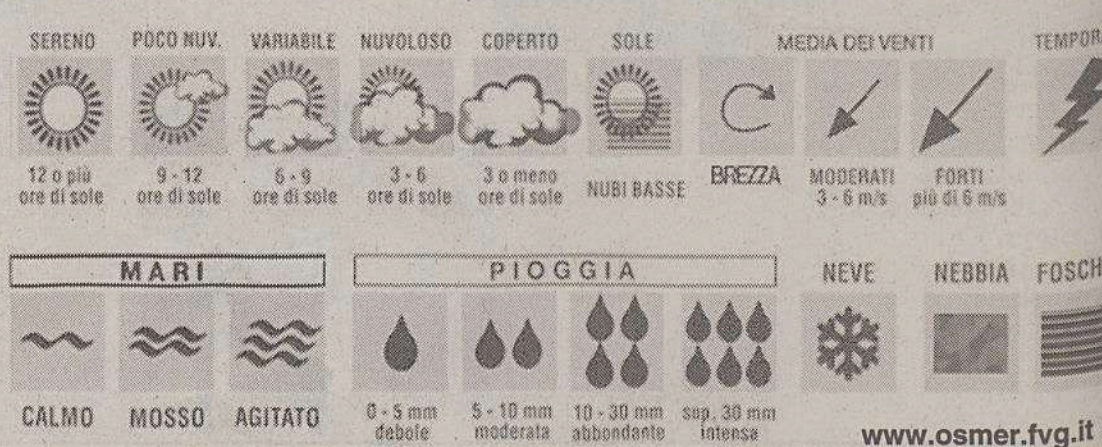 SERENO POCO NUV. VARIABILE NUVOLOSO COPERTO SOLE MEDIA DEI VENTI TEMPOR
12 o più 9 - 12 6 - 9 3 - 6 3 o meno NUBI BASSE BREZZA MODERATI FORTI
ore di sole ore di sole ore di sole ore di sole ore di sole 3 - 6 m/s più di 6 m/s
MARI PIOGGIA NEVE NEBBIA FOSCH
CALMO MOSSO AGITATO 0 - 5 mm 5 - 10 mm 10 - 30 mm sup. 30 mm
debole moderata abbondante intensa
www.osmer.fvg.it